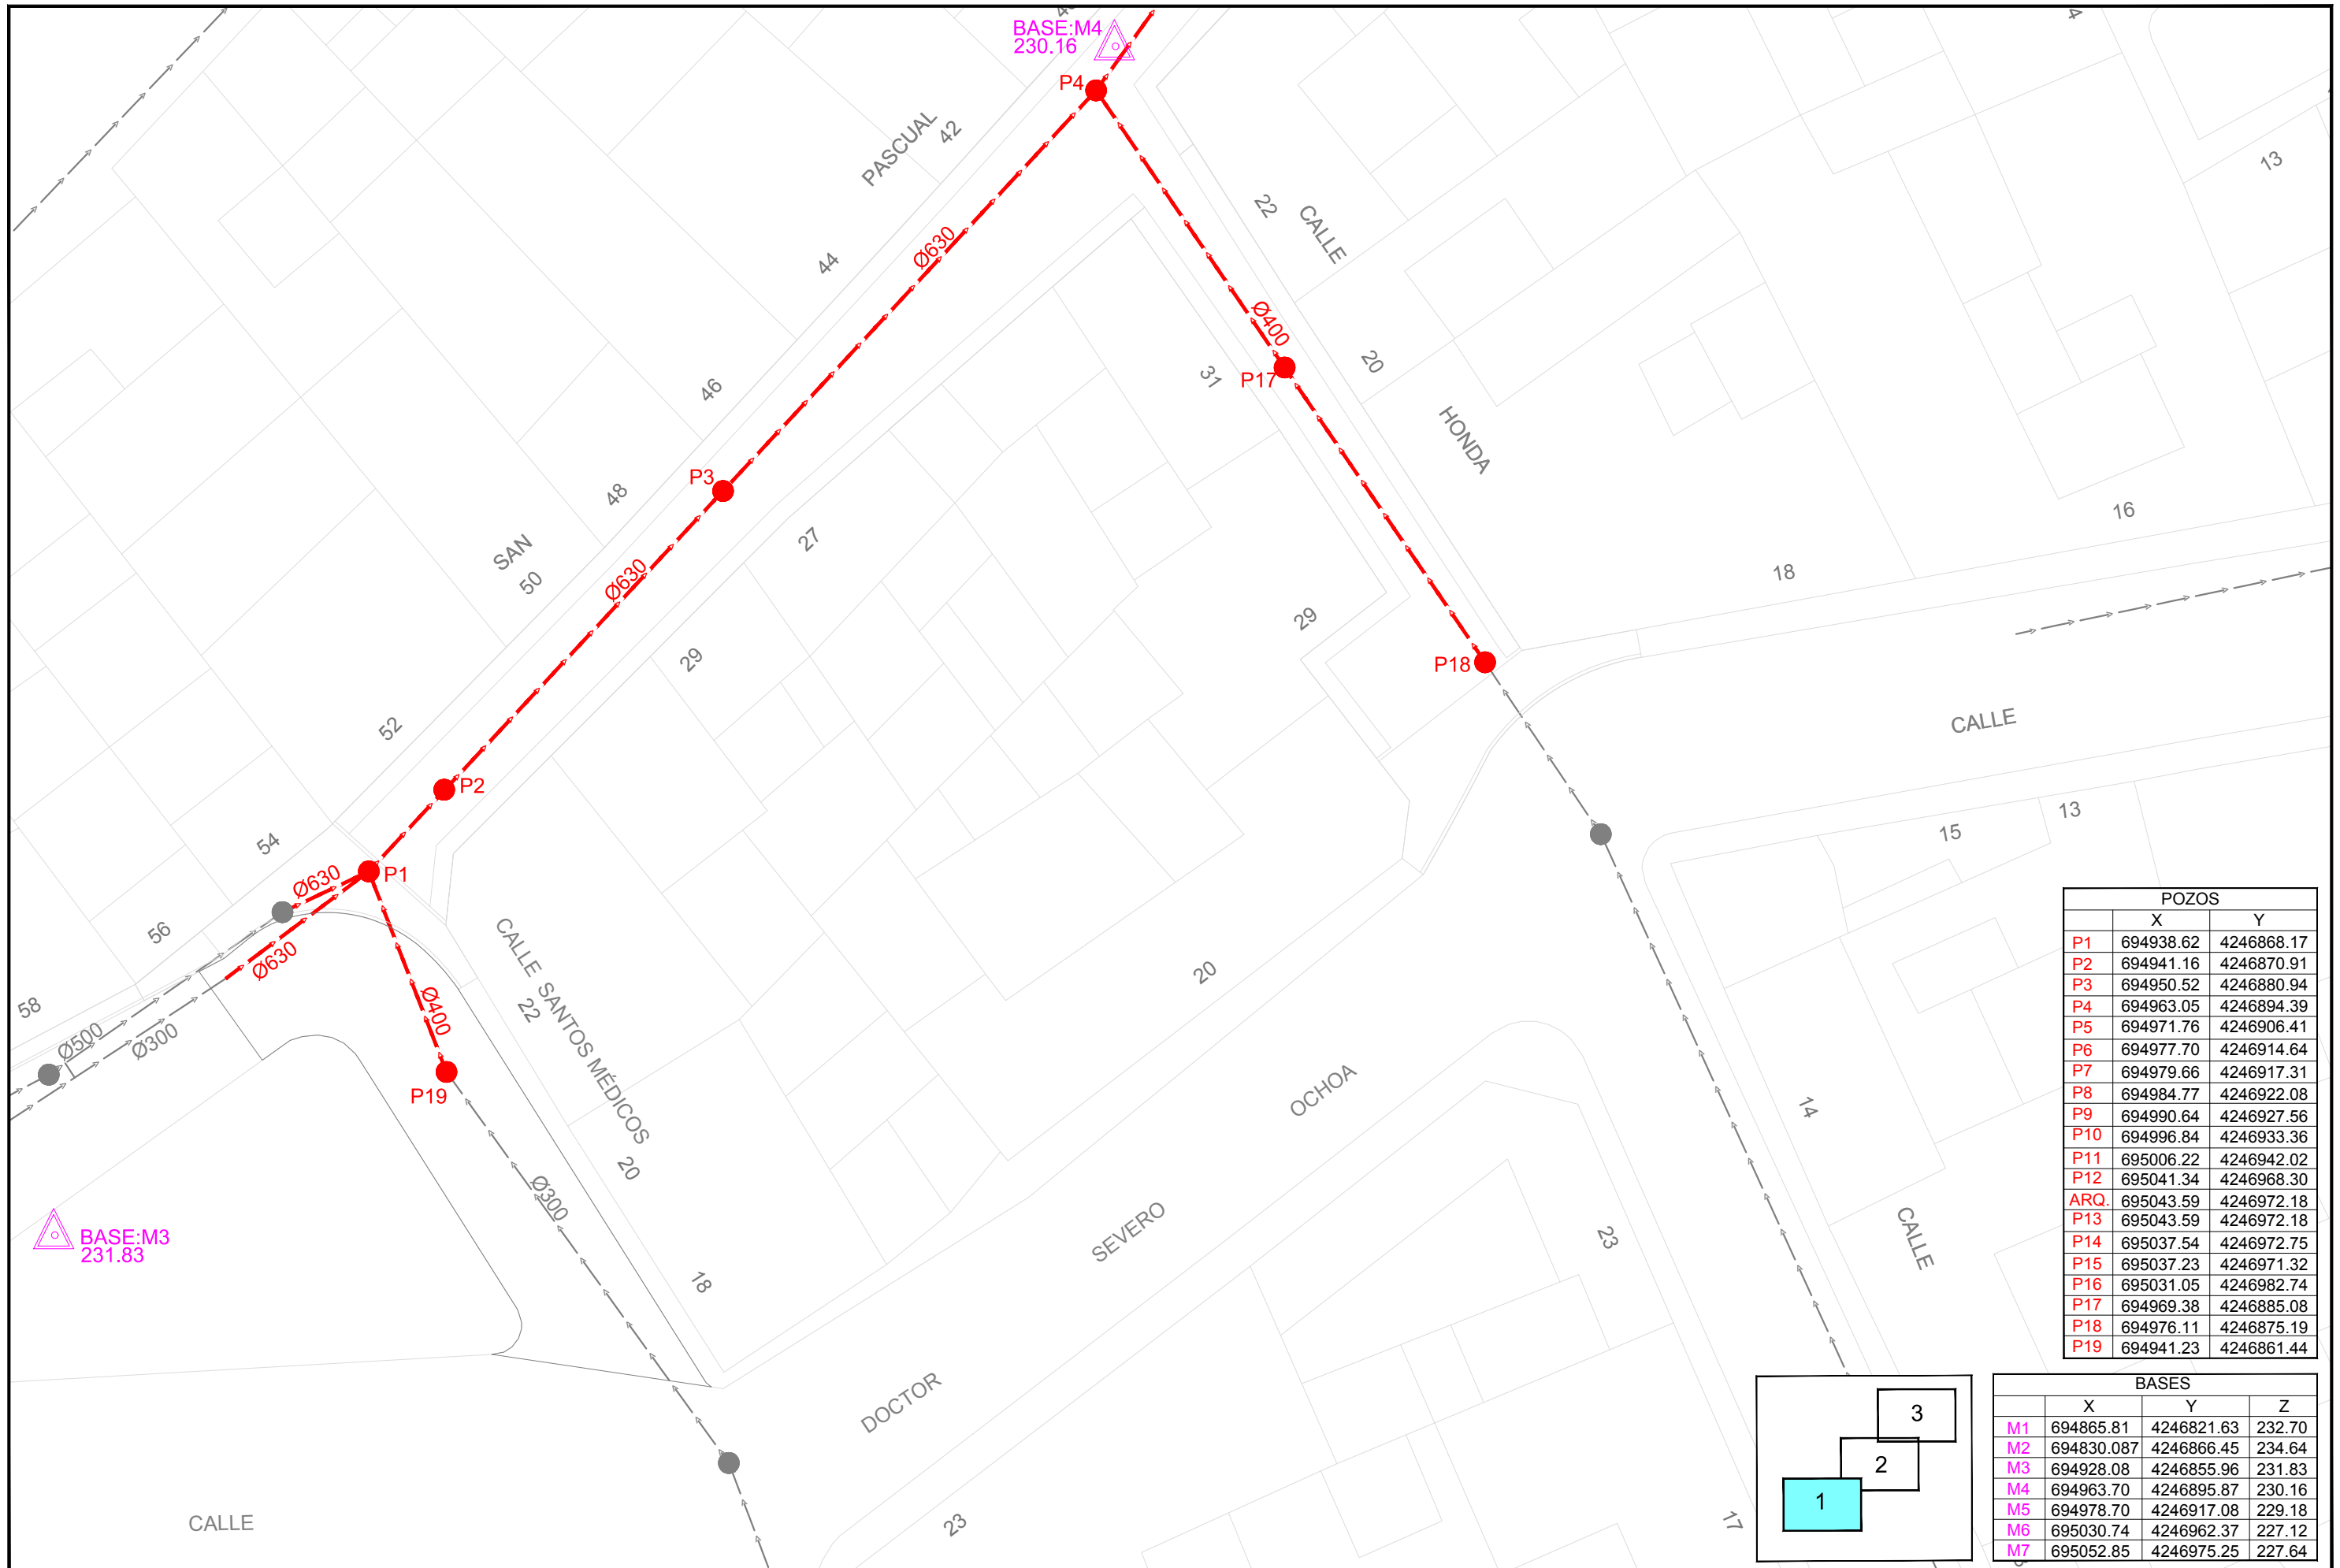 BASE:M4
230.16
P4
PASCUAL
42
22
CALLE
13
44
Ø630
Ø400
P17
31
20
46
HONDA
P3
48
SAN
50
Ø630
27
16
18
29
29
P18
52
CALLE
P2
54
13
15
Ø630
P1
56
Ø630
CALLE SANTOS MÉDICOS
22
20
58
Ø500
Ø300
Ø400
P19
OCHOA
14
20
Ø300
BASE:M3
231.83
SEVERO
23
CALLE
18
DOCTOR
CALLE
23
17
POZOS
X Y
P1 694938.62 4246868.17
P2 694941.16 4246870.91
P3 694950.52 4246880.94
P4 694963.05 4246894.39
P5 694971.76 4246906.41
P6 694977.70 4246914.64
P7 694979.66 4246917.31
P8 694984.77 4246922.08
P9 694990.64 4246927.56
P10 694996.84 4246933.36
P11 695006.22 4246942.02
P12 695041.34 4246968.30
ARQ. 695043.59 4246972.18
P13 695043.59 4246972.18
P14 695037.54 4246972.75
P15 695037.23 4246971.32
P16 695031.05 4246982.74
P17 694969.38 4246885.08
P18 694976.11 4246875.19
P19 694941.23 4246861.44
3
2
1
BASES
X Y Z
M1 694865.81 4246821.63 232.70
M2 694830.087 4246866.45 234.64
M3 694928.08 4246855.96 231.83
M4 694963.70 4246895.87 230.16
M5 694978.70 4246917.08 229.18
M6 695030.74 4246962.37 227.12
M7 695052.85 4246975.25 227.64